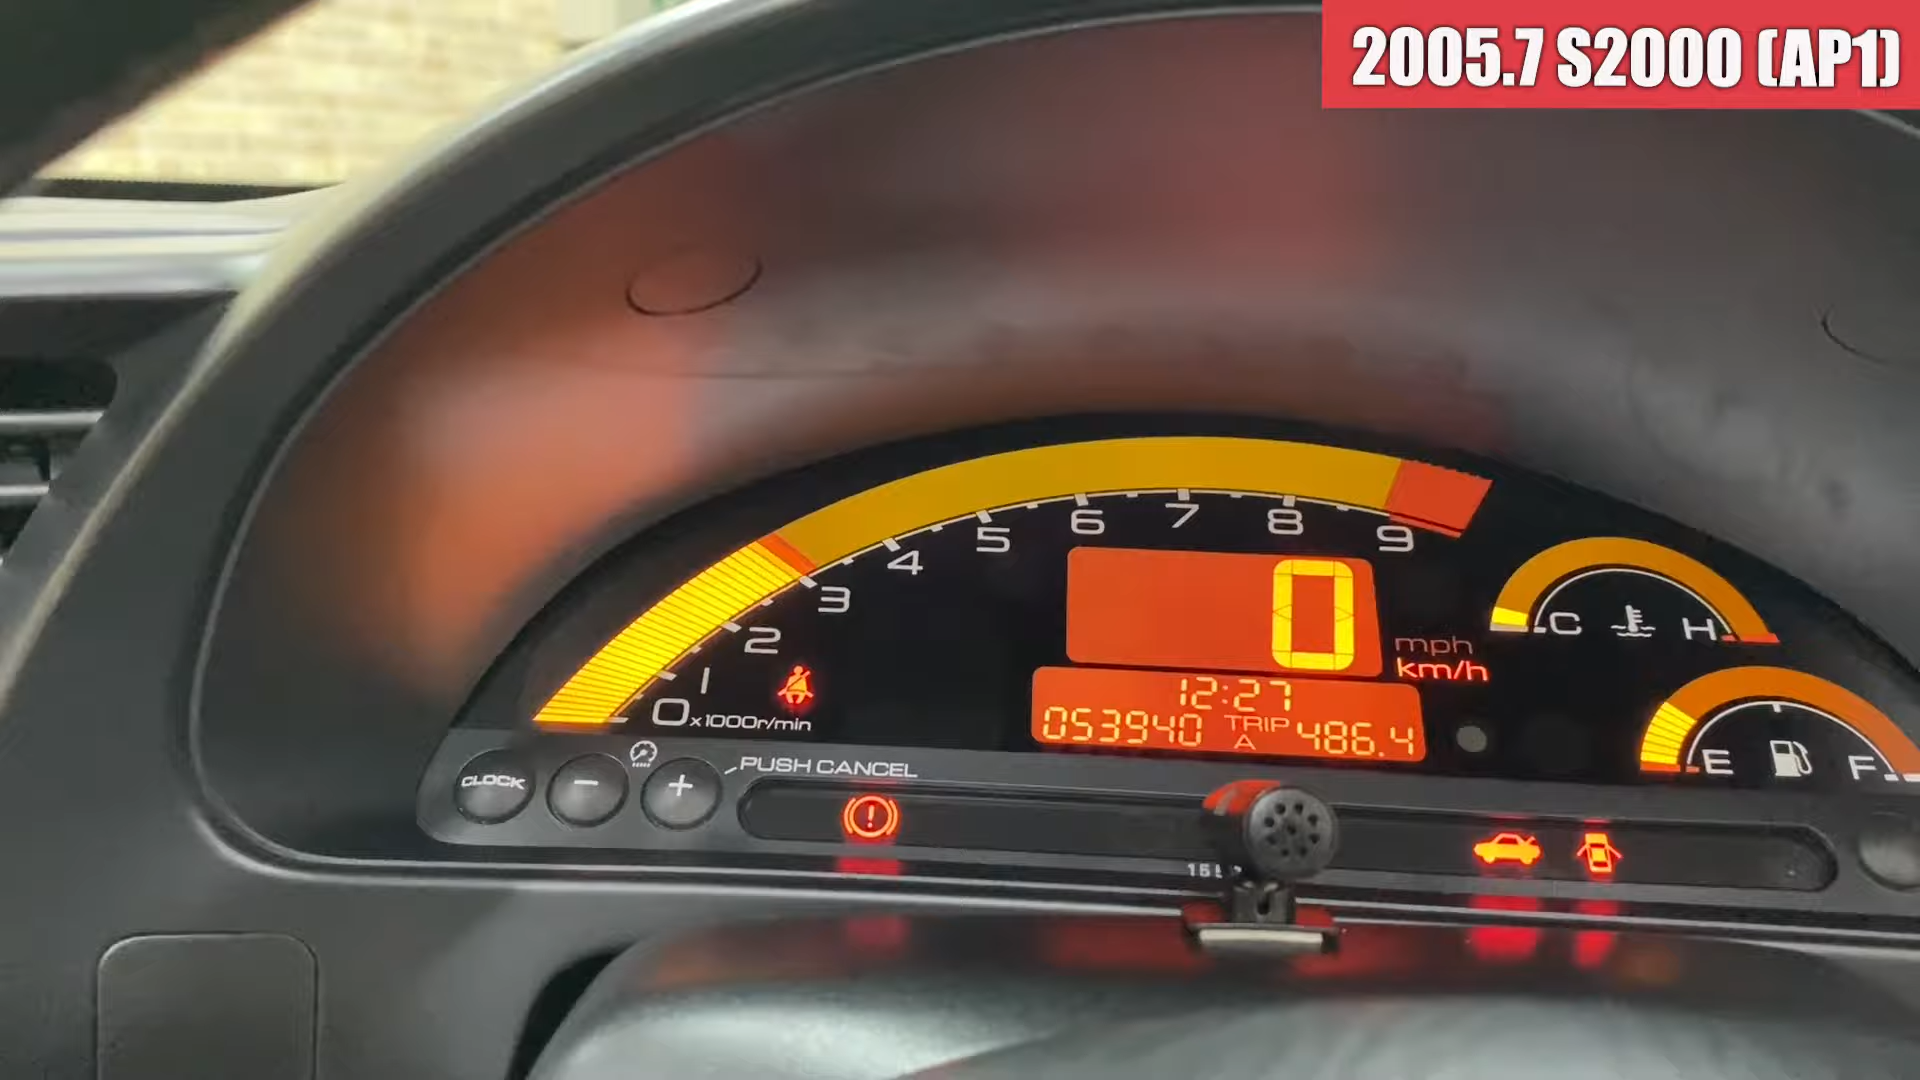 2005.7 S2000 (AP1)
0 1 2 3 4 5 6 7 8 9
x1000r/min
0
mph
km/h
12:27
053940 TRIP A 486.4
C H
E F
CLOCK - + PUSH CANCEL